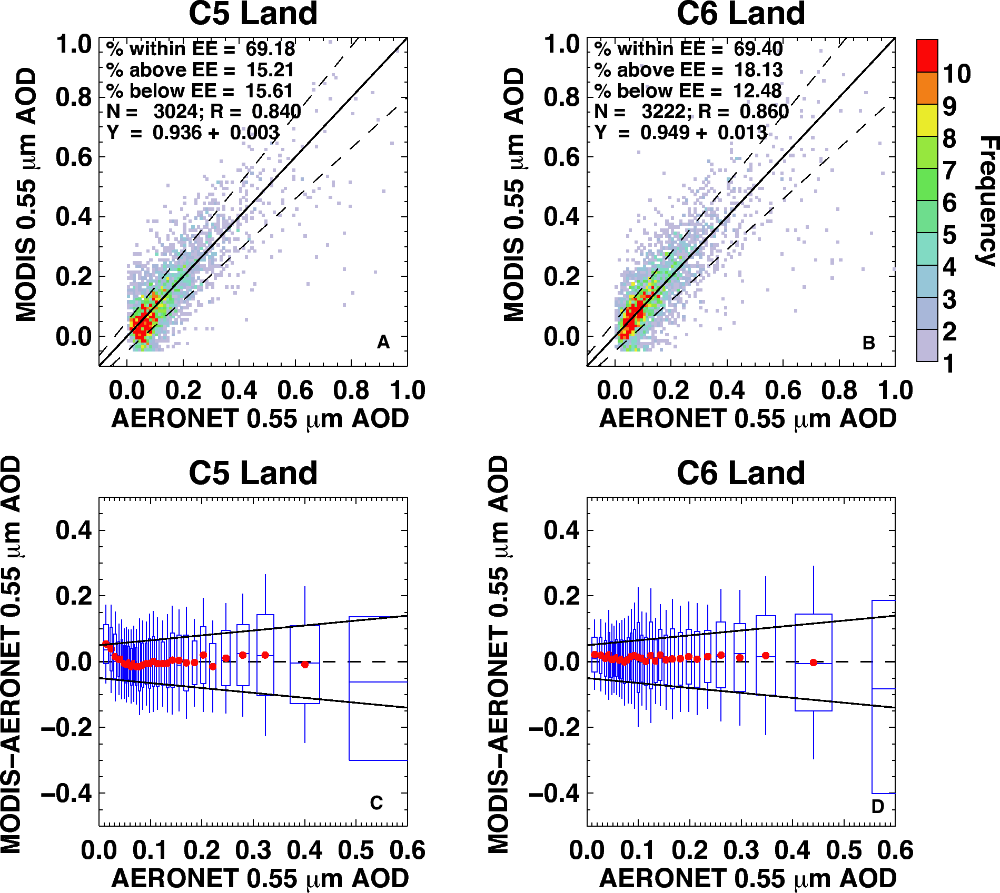 C5 Land
% within EE = 69.18
% above EE = 15.21
% below EE = 15.61
N = 3024; R = 0.840
Y = 0.936 + 0.003
1.0
0.8
0.6
0.4
0.2
0.0
MODIS 0.55 μm AOD
A
0.0 0.2 0.4 0.6 0.8 1.0
AERONET 0.55 μm AOD
C6 Land
% within EE = 69.40
% above EE = 18.13
% below EE = 12.48
N = 3222; R = 0.860
Y = 0.949 + 0.013
1.0
0.8
0.6
0.4
0.2
0.0
MODIS 0.55 μm AOD
B
0.0 0.2 0.4 0.6 0.8 1.0
AERONET 0.55 μm AOD
10
9
8
7
6
5
4
3
2
1
Frequency
C5 Land
0.4
0.2
0.0
−0.2
−0.4
MODIS−AERONET 0.55 μm AOD
C
0.0 0.1 0.2 0.3 0.4 0.5 0.6
AERONET 0.55 μm AOD
C6 Land
0.4
0.2
0.0
−0.2
−0.4
MODIS−AERONET 0.55 μm AOD
D
0.0 0.1 0.2 0.3 0.4 0.5 0.6
AERONET 0.55 μm AOD